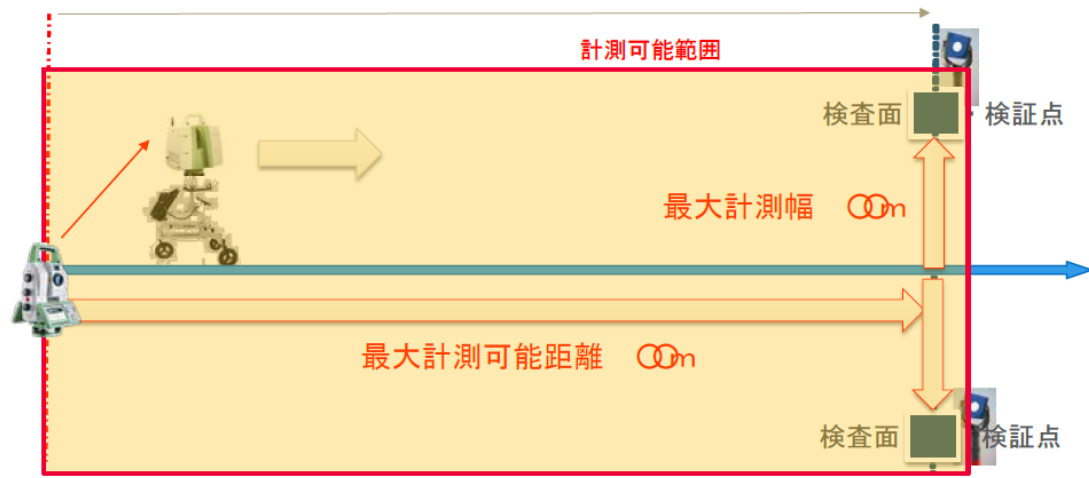 計測可能範囲
検査面
検証点
最大計測幅 〇〇m
最大計測可能距離 〇〇m
検査面
検証点